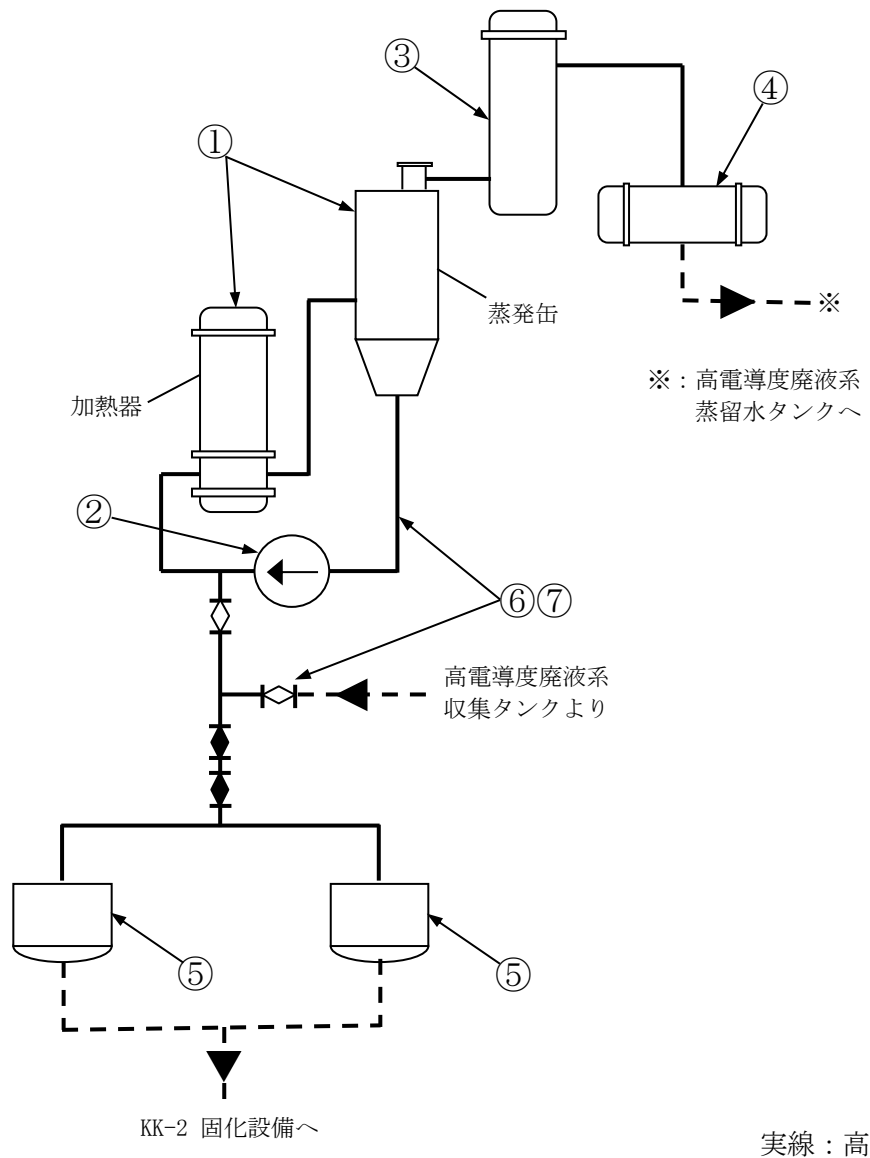 ③
④
①
蒸発缶
※
※：高電導度廃液系
蒸留水タンクへ
加熱器
②
⑥⑦
高電導度廃液系
収集タンクより
⑤
⑤
KK-2 固化設備へ
実線：高